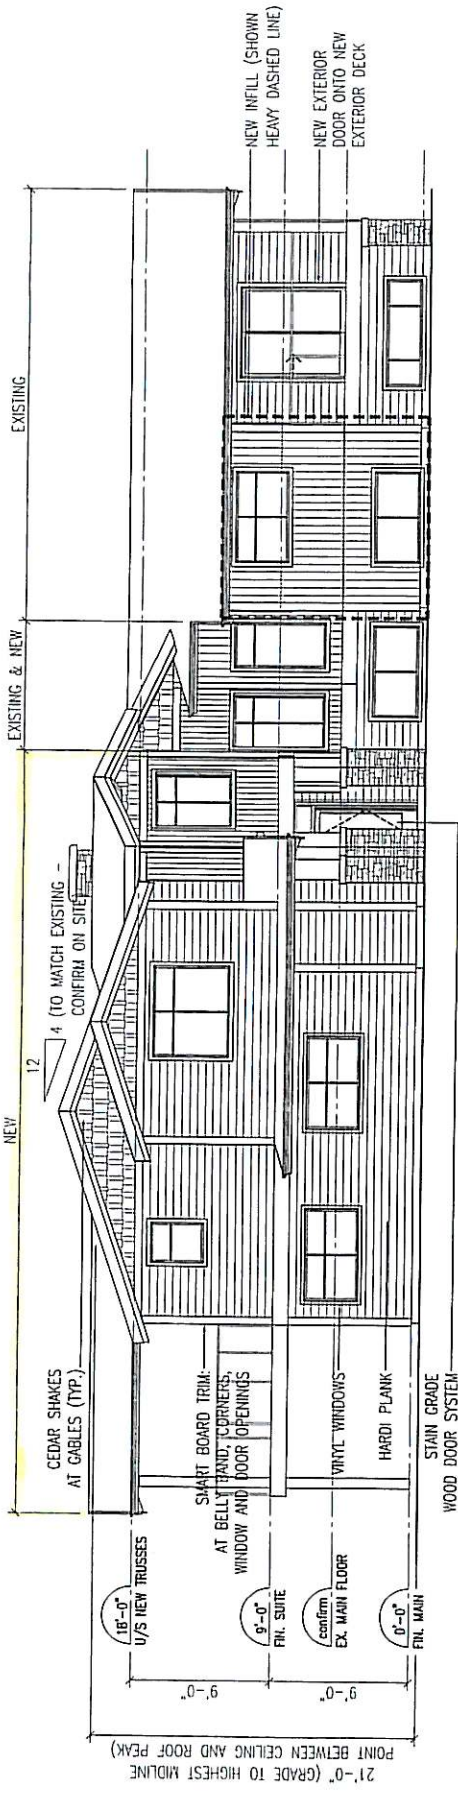 NEW
EXISTING & NEW
EXISTING
12
4 (TO MATCH EXISTING -
CONFIRM ON SITE)
CEDAR SHAKES
AT GABLES (TYP.)
NEW INFILL (SHOWN
HEAVY DASHED LINE)
NEW EXTERIOR
DOOR ONTO NEW
EXTERIOR DECK
SMART BOARD TRIM:
AT BELLY BAND, CORNERS,
WINDOW AND DOOR OPENINGS
VINYL WINDOWS
HARDI PLANK
STAIN GRADE
WOOD DOOR SYSTEM
18'-0"
U/S NEW TRUSSES
9'-0"
FIN. SUITE
confirm
EX. MAIN FLOOR
0'-0"
FIN. MAIN
9'-0"
9'-0"
21'-0" (GRADE TO HIGHEST MIDLINE
POINT BETWEEN CEILING AND ROOF PEAK)